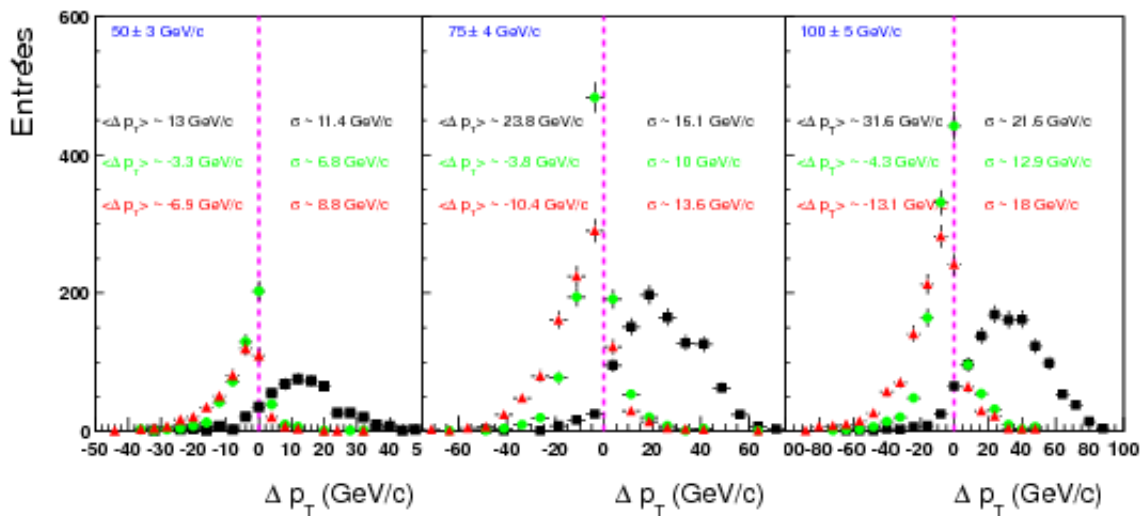 Entrées
600
400
200
0
50 ± 3 GeV/c
<Δ p_T> ~ 13 GeV/c σ ~ 11.4 GeV/c
<Δ p_T> ~ -3.3 GeV/c σ ~ 6.8 GeV/c
<Δ p_T> ~ -6.9 GeV/c σ ~ 8.8 GeV/c
-50 -40 -30 -20 -10 0 10 20 30 40 5
Δ p_T (GeV/c)
75 ± 4 GeV/c
<Δ p_T> ~ 23.8 GeV/c σ ~ 16.1 GeV/c
<Δ p_T> ~ -3.8 GeV/c σ ~ 10 GeV/c
<Δ p_T> ~ -10.4 GeV/c σ ~ 13.6 GeV/c
-60 -40 -20 0 20 40 60
Δ p_T (GeV/c)
100 ± 5 GeV/c
<Δ p_T> ~ 31.6 GeV/c σ ~ 21.6 GeV/c
<Δ p_T> ~ -4.3 GeV/c σ ~ 12.9 GeV/c
<Δ p_T> ~ -13.1 GeV/c σ ~ 18 GeV/c
00 -80 -60 -40 -20 0 20 40 60 80 100
Δ p_T (GeV/c)